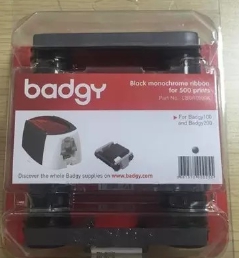 badgy
Black monochrome ribbon
for 500 prints
Part No.:
For Badgy100
and Badgy200
Discover the whole Badgy supplies on www.badgy.com